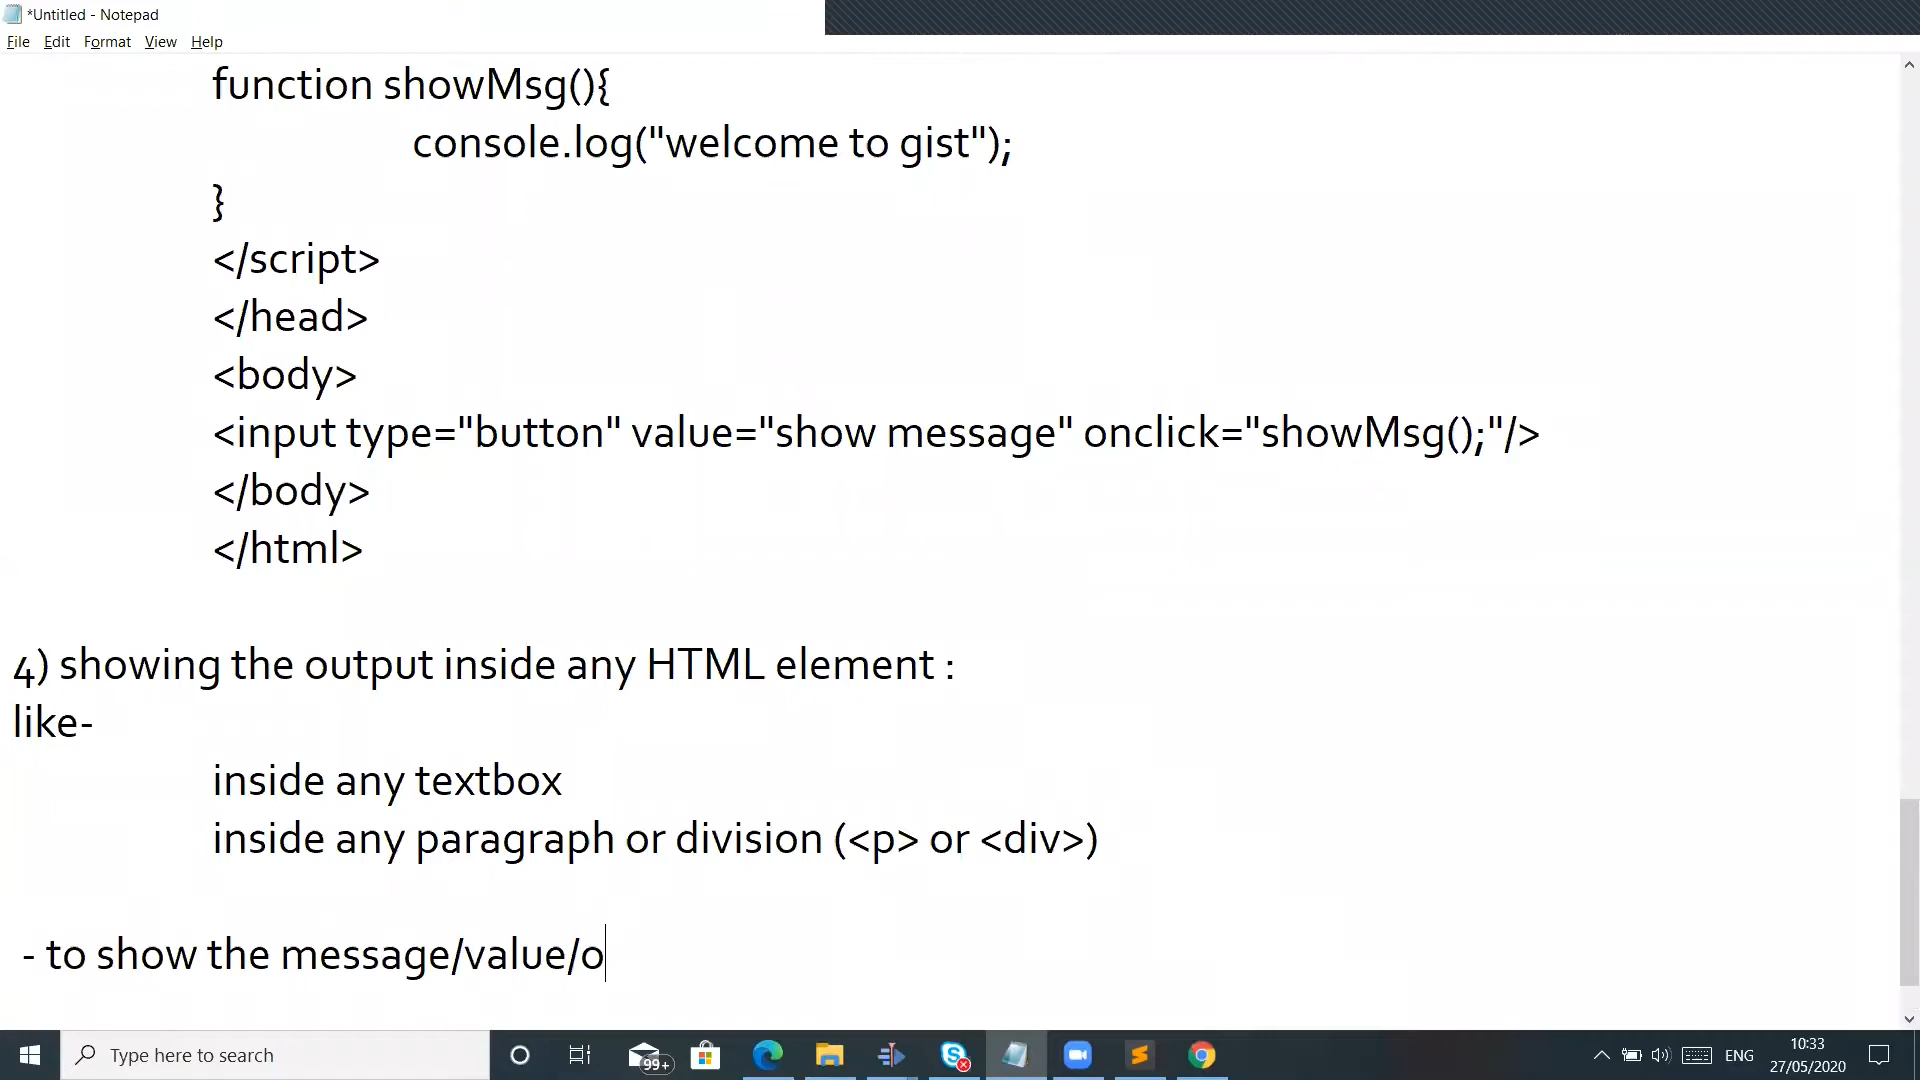 *Untitled - Notepad
File Edit Format View Help
function showMsg(){
console.log("welcome to gist");
}
</script>
</head>
<body>
<input type="button" value="show message" onclick="showMsg();"/>
</body>
</html>
4) showing the output inside any HTML element :
like-
inside any textbox
inside any paragraph or division (<p> or <div>)
- to show the message/value/o
Type here to search
99+
ENG
10:33
27/05/2020